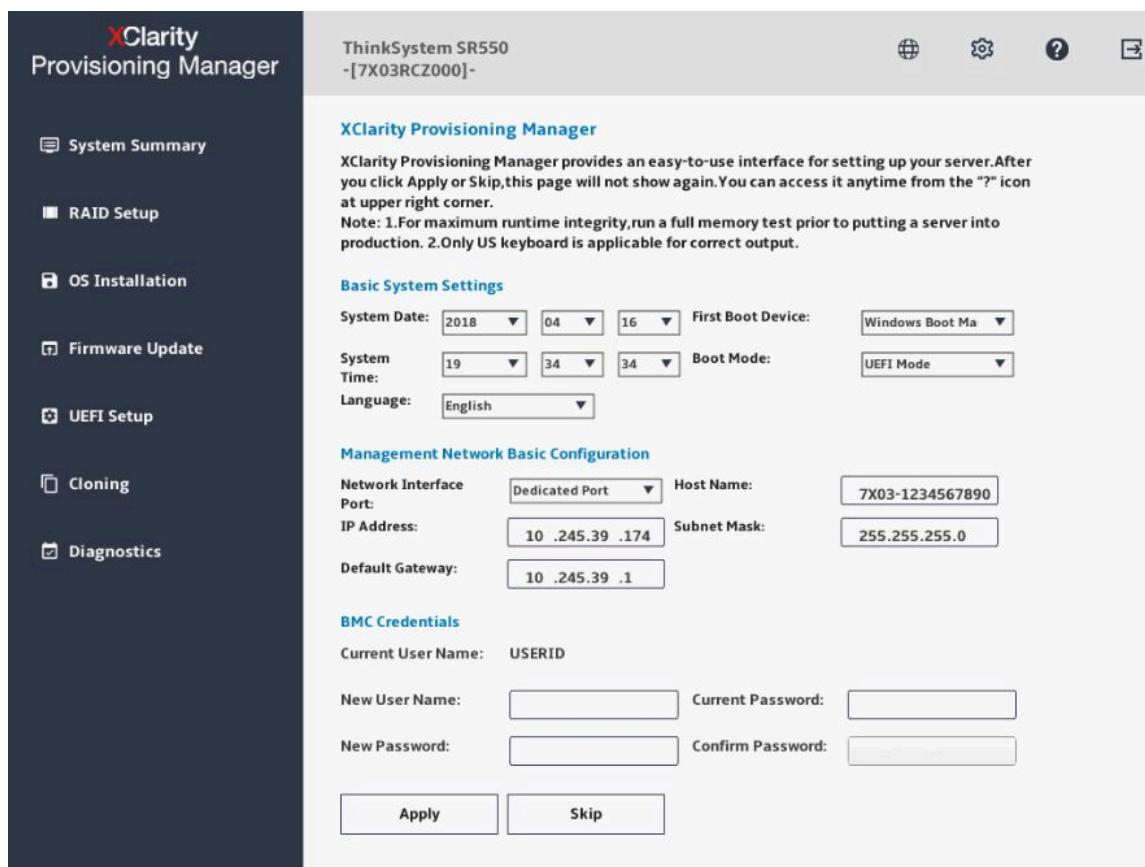 XClarity
Provisioning Manager
System Summary
RAID Setup
OS Installation
Firmware Update
UEFI Setup
Cloning
Diagnostics
ThinkSystem SR550
-[7X03RCZ000]-
?
XClarity Provisioning Manager
XClarity Provisioning Manager provides an easy-to-use interface for setting up your server.After
you click Apply or Skip,this page will not show again.You can access it anytime from the "?" icon
at upper right corner.
Note: 1.For maximum runtime integrity,run a full memory test prior to putting a server into
production. 2.Only US keyboard is applicable for correct output.
Basic System Settings
System Date: 2018 04 16 First Boot Device: Windows Boot Ma
System
Time: 19 34 34 Boot Mode: UEFI Mode
Language: English
Management Network Basic Configuration
Network Interface
Port: Dedicated Port Host Name: 7X03-1234567890
IP Address: 10 .245.39 .174 Subnet Mask: 255.255.255.0
Default Gateway: 10 .245.39 .1
BMC Credentials
Current User Name: USERID
New User Name: Current Password:
New Password: Confirm Password:
Apply Skip